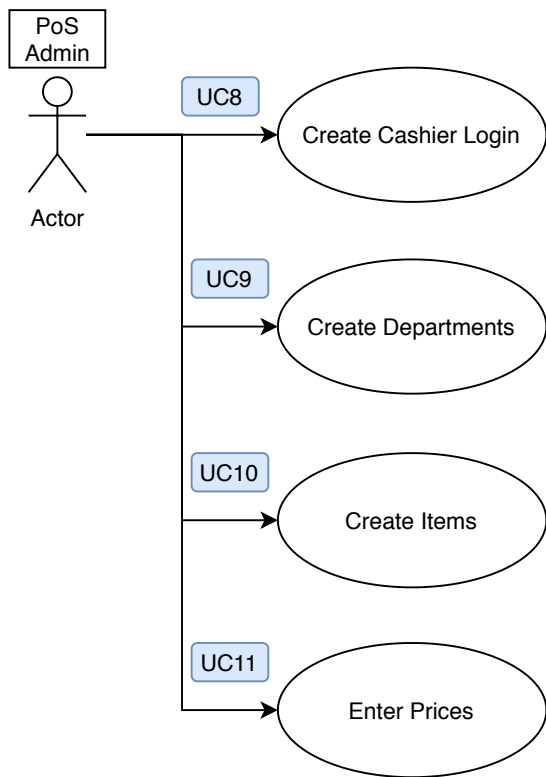 PoS
Admin
UC8
Create Cashier Login
Actor
UC9
Create Departments
UC10
Create Items
UC11
Enter Prices